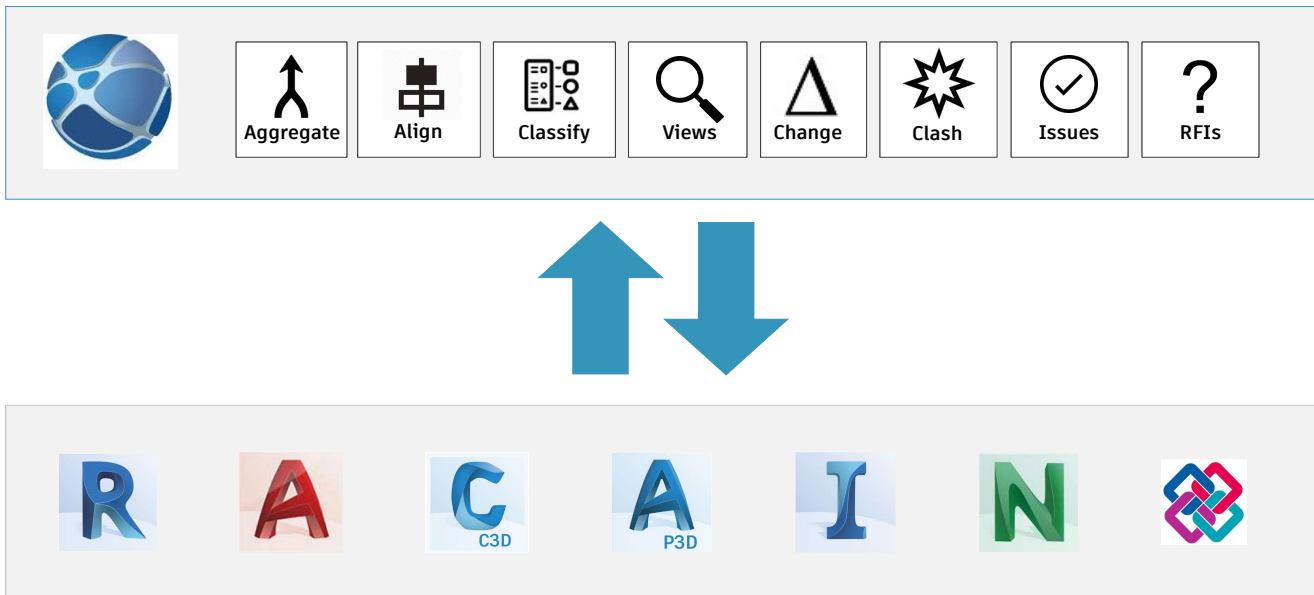 Aggregate
Align
Classify
Views
Change
Clash
?
Issues
RFIs
R
A
C
C3D
A
P3D
I
N